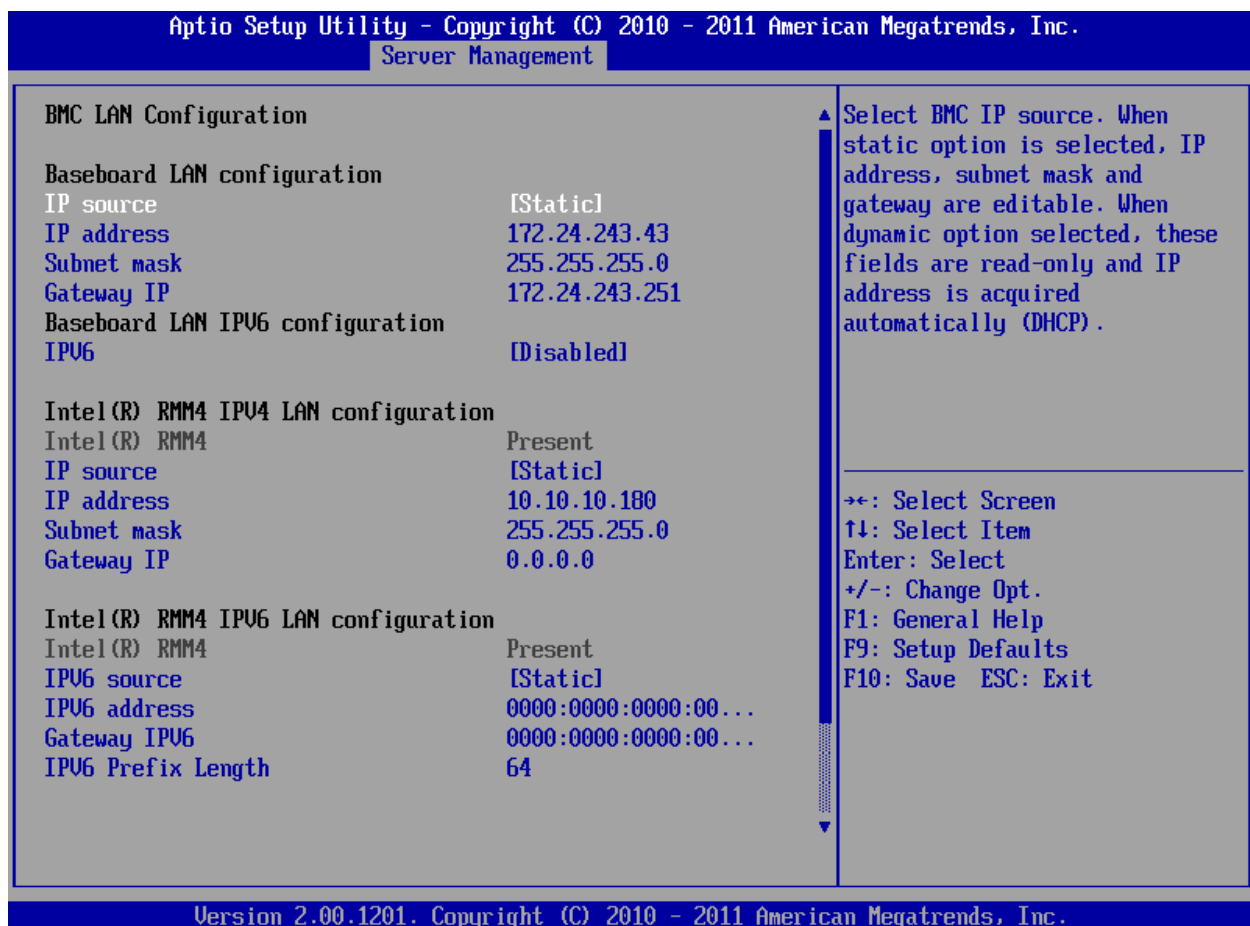 Aptio Setup Utility - Copyright (C) 2010 - 2011 American Megatrends, Inc.
Server Management
BMC LAN Configuration
Baseboard LAN configuration
IP source [Static]
IP address 172.24.243.43
Subnet mask 255.255.255.0
Gateway IP 172.24.243.251
Baseboard LAN IPV6 configuration
IPV6 [Disabled]
Intel(R) RMM4 IPV4 LAN configuration
Intel(R) RMM4 Present
IP source [Static]
IP address 10.10.10.180
Subnet mask 255.255.255.0
Gateway IP 0.0.0.0
Intel(R) RMM4 IPV6 LAN configuration
Intel(R) RMM4 Present
IPV6 source [Static]
IPV6 address 0000:0000:0000:00...
Gateway IPV6 0000:0000:0000:00...
IPV6 Prefix Length 64
Select BMC IP source. When
static option is selected, IP
address, subnet mask and
gateway are editable. When
dynamic option selected, these
fields are read-only and IP
address is acquired
automatically (DHCP).
→←: Select Screen
↑↓: Select Item
Enter: Select
+/-: Change Opt.
F1: General Help
F9: Setup Defaults
F10: Save ESC: Exit
Version 2.00.1201. Copyright (C) 2010 - 2011 American Megatrends, Inc.